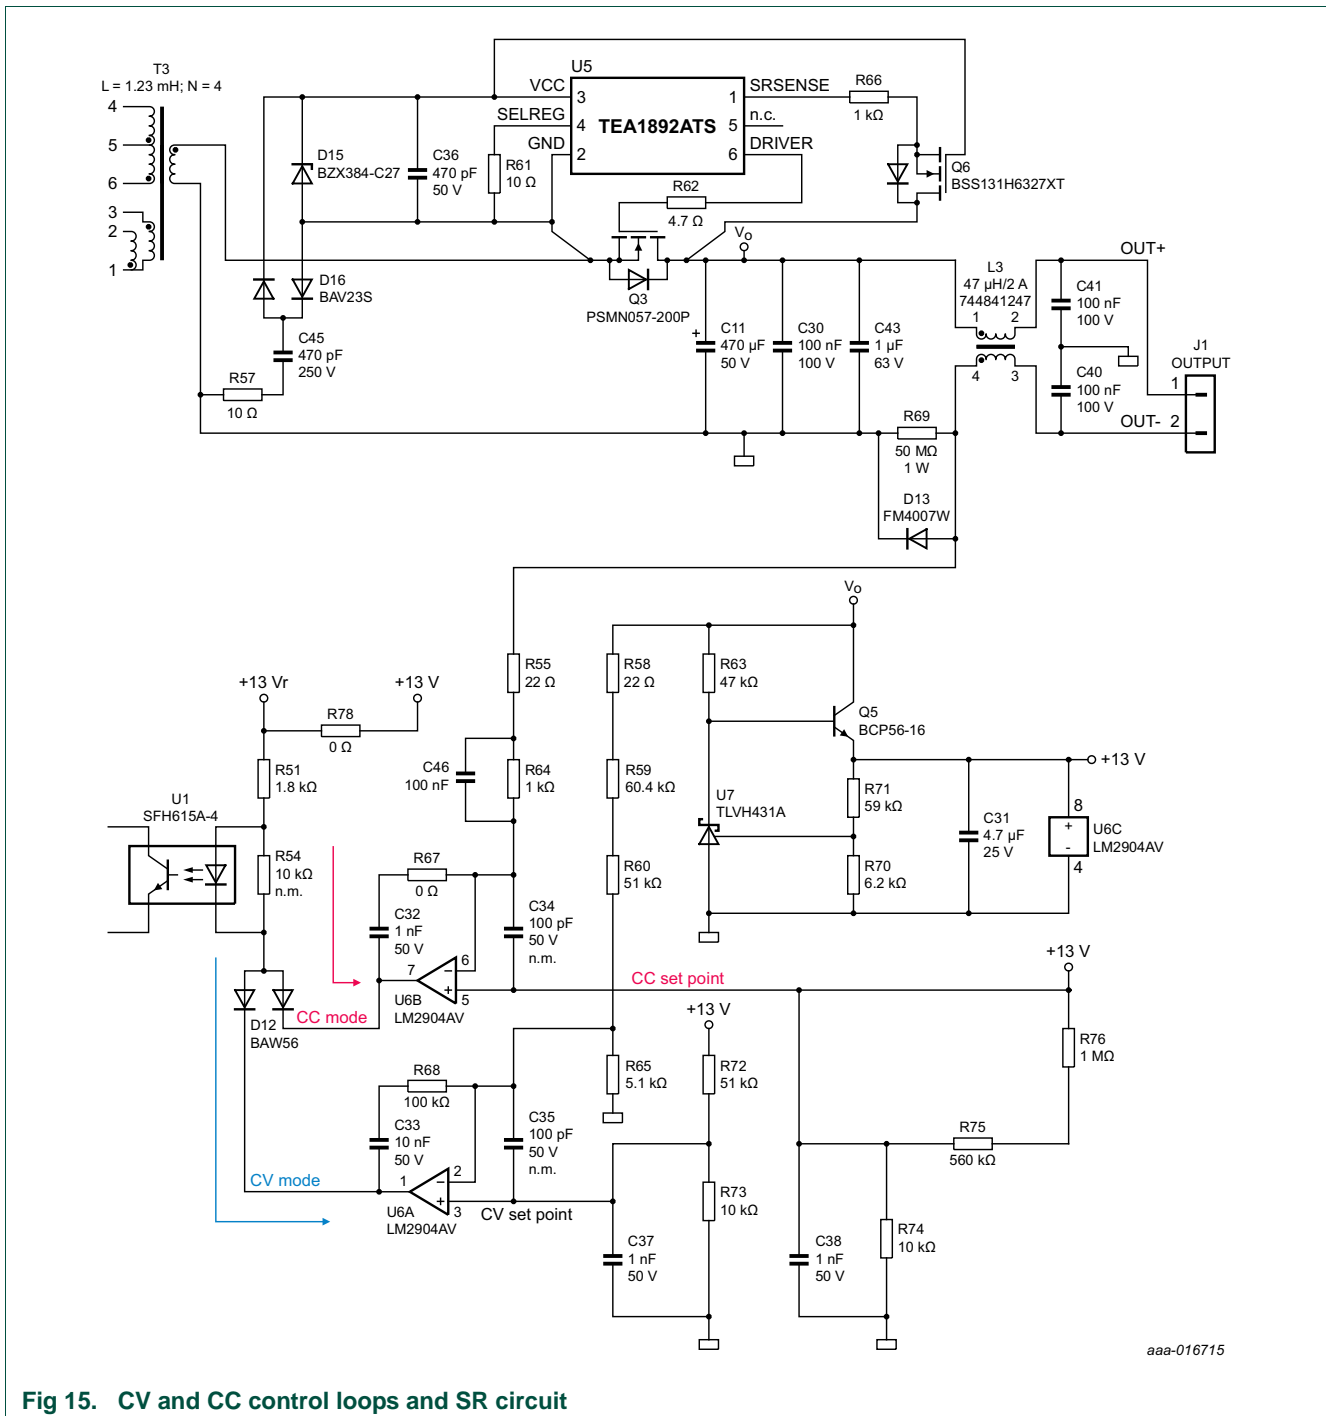 T3
L = 1.23 mH; N = 4
4
5
6
3
2
1
U5
TEA1892ATS
VCC
3
SELREG
4
GND
2
SRSENSE
1
n.c.
5
DRIVER
6
R66
1 kΩ
Q6
BSS131H6327XT
D15
BZX384-C27
C36
470 pF
50 V
R61
10 Ω
R62
4.7 Ω
Vo
OUT+
D16
BAV23S
Q3
PSMN057-200P
L3
47 µH/2 A
744841247
1
2
4
3
C41
100 nF
100 V
C45
470 pF
250 V
+
C11
470 µF
50 V
C30
100 nF
100 V
C43
1 µF
63 V
J1
OUTPUT
1
2
R57
10 Ω
C40
100 nF
100 V
OUT-
R69
50 MΩ
1 W
D13
FM4007W
Vo
R55
22 Ω
R58
22 Ω
R63
47 kΩ
+13 Vr
+13 V
R78
0 Ω
Q5
BCP56-16
+13 V
R51
1.8 kΩ
C46
100 nF
R64
1 kΩ
R59
60.4 kΩ
U7
TLVH431A
R71
59 kΩ
C31
4.7 µF
25 V
8
+
-
4
U6C
LM2904AV
U1
SFH615A-4
R54
10 kΩ
n.m.
R67
0 Ω
R60
51 kΩ
R70
6.2 kΩ
C32
1 nF
50 V
C34
100 pF
50 V
n.m.
+13 V
7
6
−
+
5
U6B
LM2904AV
CC set point
CC mode
D12
BAW56
+13 V
R76
1 MΩ
R68
100 kΩ
R65
5.1 kΩ
R72
51 kΩ
C33
10 nF
50 V
C35
100 pF
50 V
n.m.
R75
560 kΩ
CV mode
1
2
−
+
3
U6A
LM2904AV
CV set point
R73
10 kΩ
C37
1 nF
50 V
C38
1 nF
50 V
R74
10 kΩ
aaa-016715
Fig 15. CV and CC control loops and SR circuit